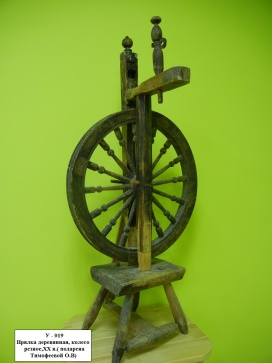 У - 019
Прялка деревянная, колесо
резное,XX в.( подарена
Тимофеевой О.В)